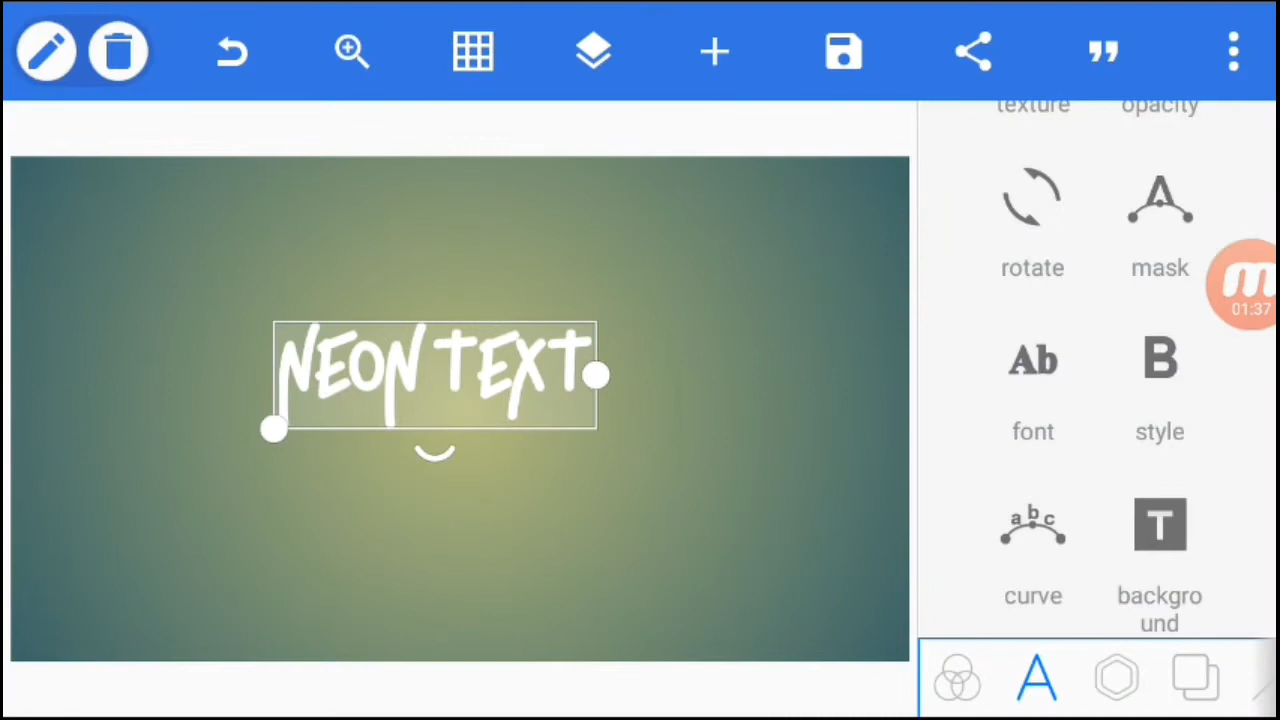 texture opacity
rotate mask
01:37
NEON TEXT
Ab B
font style
abc T
curve backgro
und
A